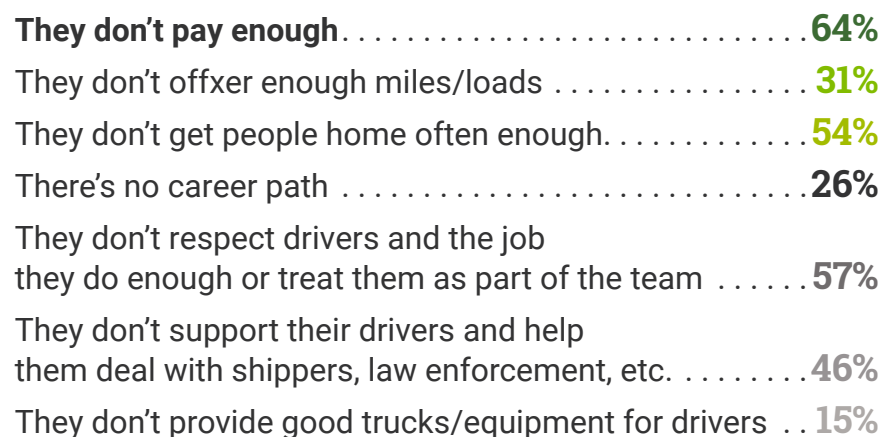 They don’t pay enough..............................64%
They don’t offxer enough miles/loads ................. 31%
They don’t get people home often enough..............54%
There’s no career path ...............................26%
They don’t respect drivers and the job
they do enough or treat them as part of the team ......57%
They don’t support their drivers and help
them deal with shippers, law enforcement, etc. .........46%
They don’t provide good trucks/equipment for drivers ..15%